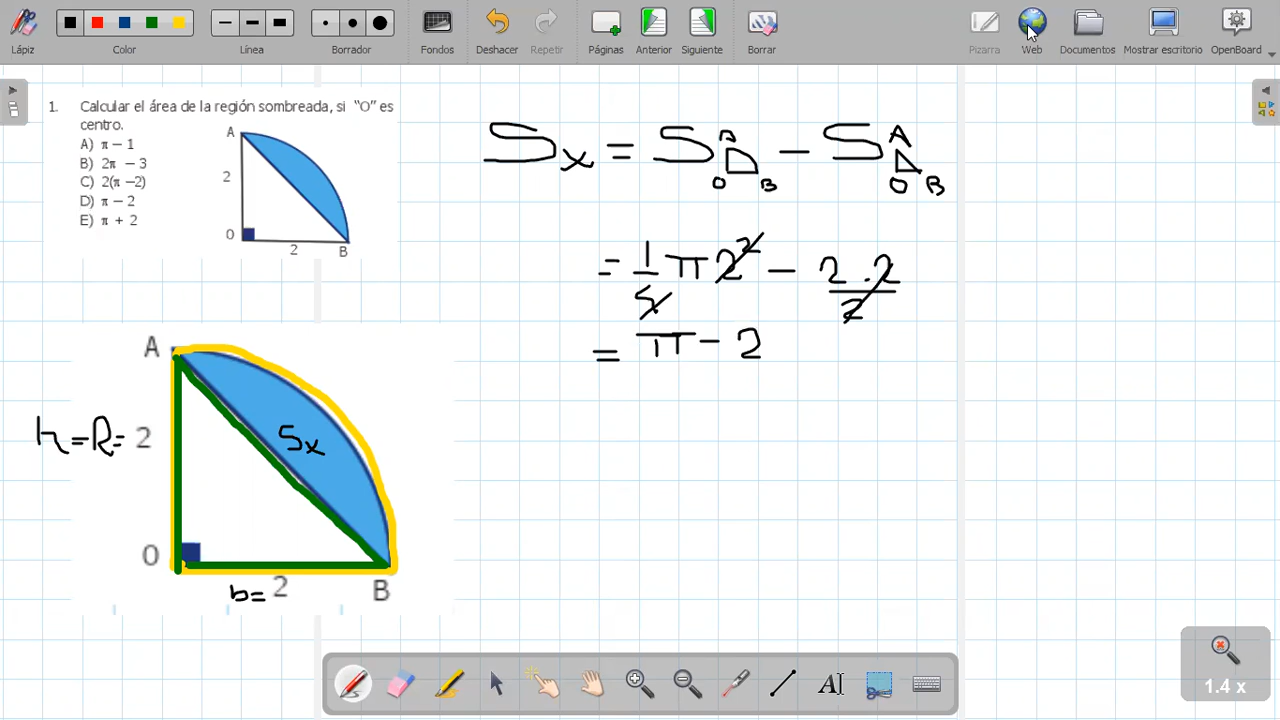 Lápiz Color Línea Borrador Fondos Deshacer Repetir Páginas Anterior Siguiente Borrar Pizarra Web Documentos Mostrar escritorio OpenBoard
1. Calcular el área de la región sombreada, si "O" es
centro.
A) π − 1
B) 2π − 3
C) 2(π −2)
D) π − 2
E) π + 2
A
2
O
2
B
Sx = S A O B − S A O B
= 1/4 π 2² − 2 . 2 / 2
= π − 2
A
h=R= 2
Sx
O
b= 2
B
1.4 x